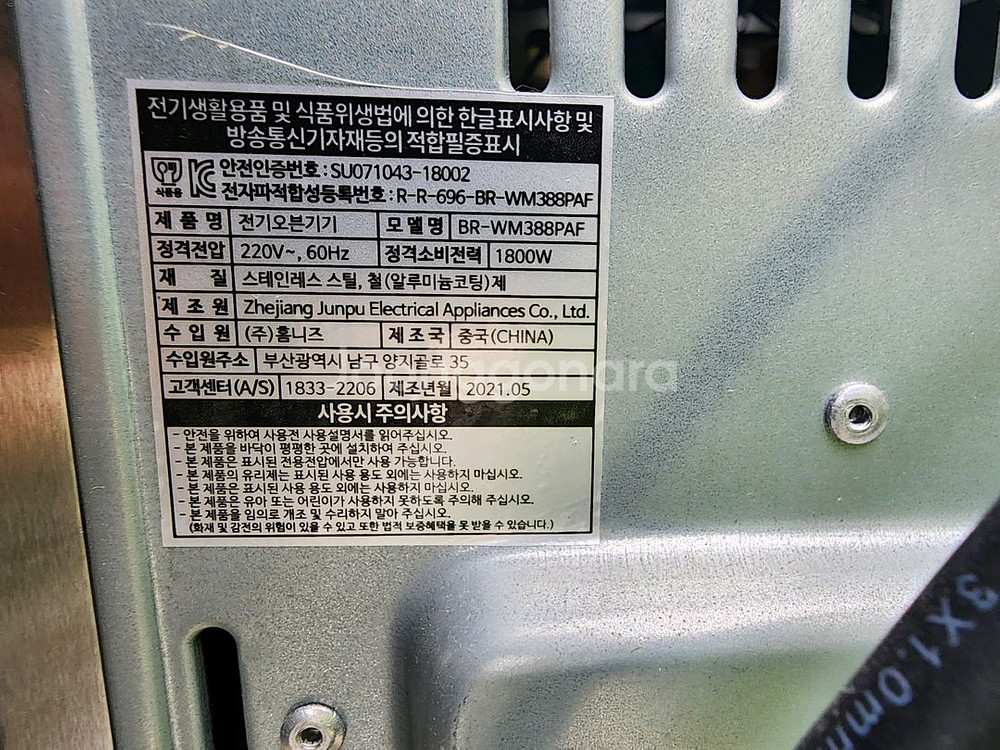 전기생활용품 및 식품위생법에 의한 한글표시사항 및
방송통신기자재등의 적합필증표시
식품용
안전인증번호 : SU071043-18002
전자파적합성등록번호 : R-R-696-BR-WM388PAF
제품명 전기오븐기기 모델명 BR-WM388PAF
정격전압 220V~, 60Hz 정격소비전력 1800W
재질 스테인레스 스틸, 철(알루미늄코팅)제
제조원 Zhejiang Junpu Electrical Appliances Co., Ltd.
수입원 (주)홈니즈 제조국 중국(CHINA)
수입원주소 부산광역시 남구 양지골로 35
고객센터(A/S) 1833-2206 제조년월 2021.05
사용시 주의사항
- 안전을 위하여 사용전 사용설명서를 읽어주십시오.
- 본 제품을 바닥이 평평한 곳에 설치하여 주십시오.
- 본 제품은 표시된 전용전압에서만 사용 가능합니다.
- 본 제품의 유리제는 표시된 사용 용도 외에는 사용하지 마십시오.
- 본 제품은 표시된 사용 용도 외에는 사용하지 마십시오.
- 본 제품은 유아 또는 어린이가 사용하지 못하도록 주의해 주십시오.
- 본 제품을 임의로 개조 및 수리하지 말아 주십시오.
(화재 및 감전의 위험이 있을 수 있고 또한 법적 보증혜택을 못 받을 수 있습니다.)
Joonggonara
3X1.0m